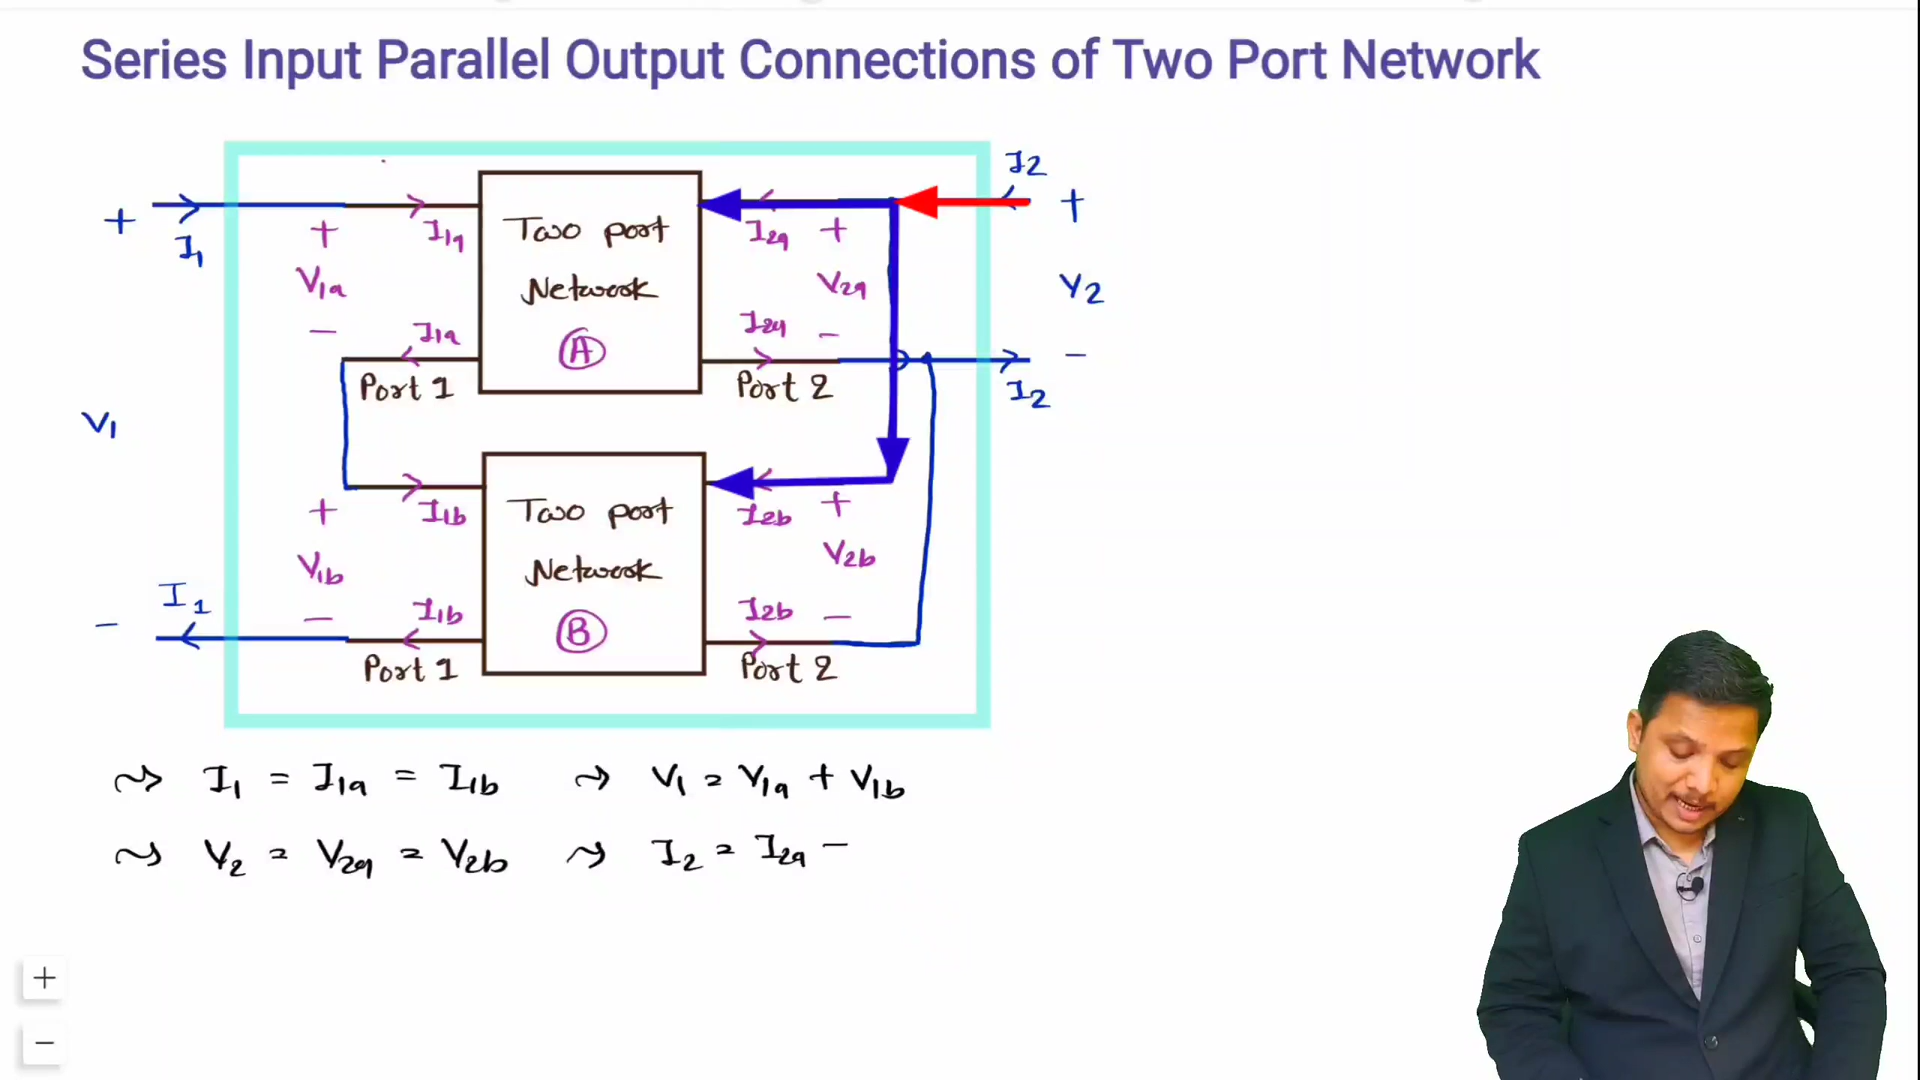 Series Input Parallel Output Connections of Two Port Network
I2
+ I1 + V1a - I1a I1a Port 1
Two port
Network
A
I2a + V2a - I2a Port 2
+ V2 - I2
V1
+ V1b - I1b I1b Port 1
Two port
Network
B
I2b + V2b - I2b Port 2
I1 -
I1 = I1a = I1b → V1 = V1a + V1b
V2 = V2a = V2b → I2 = I2a -
+
−